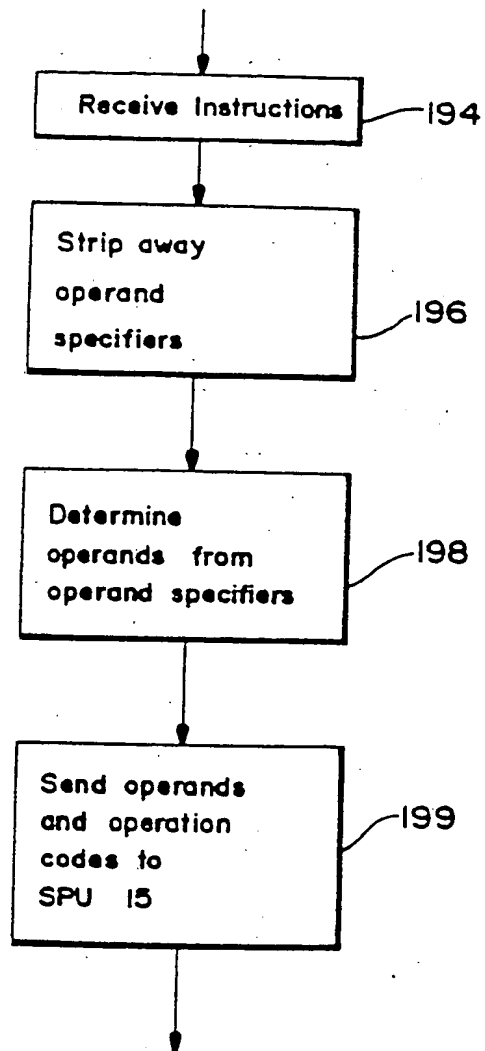 Receive Instructions
194
Strip away
operand
specifiers
196
Determine
operands from
operand specifiers
198
Send operands
and operation
codes to
SPU 15
199